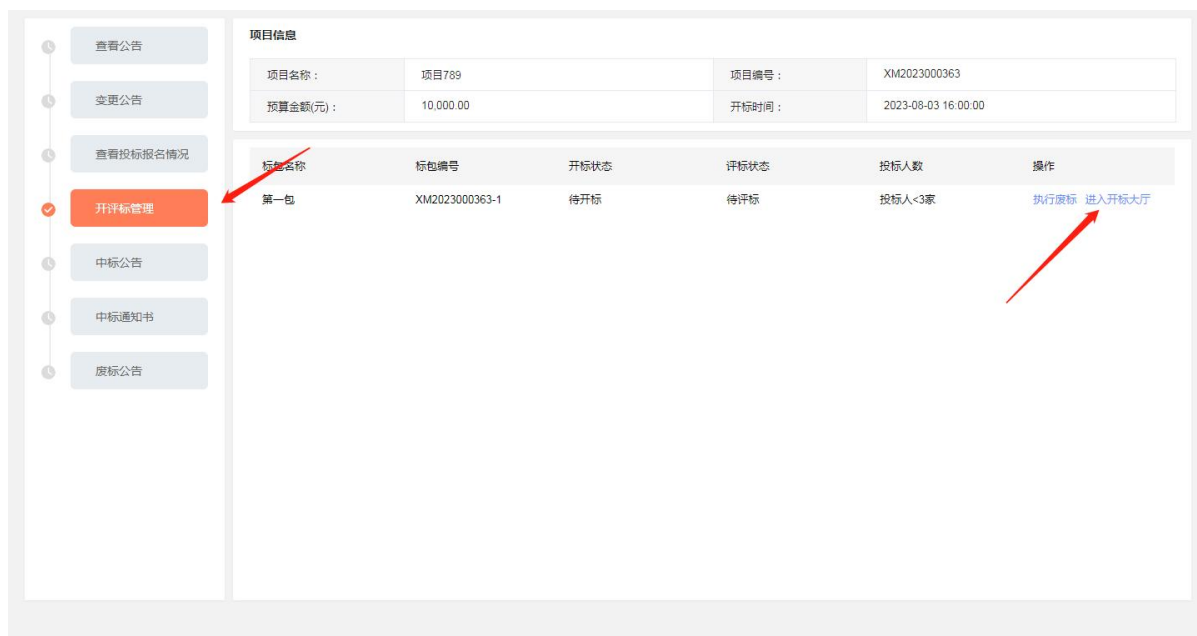 查看公告
变更公告
查看投标报名情况
开评标管理
中标公告
中标通知书
废标公告
项目信息
项目名称： 项目789 项目编号： XM2023000363
预算金额(元)： 10,000.00 开标时间： 2023-08-03 16:00:00
标包名称 标包编号 开标状态 评标状态 投标人数 操作
第一包 XM2023000363-1 待开标 待评标 投标人<3家 执行废标 进入开标大厅